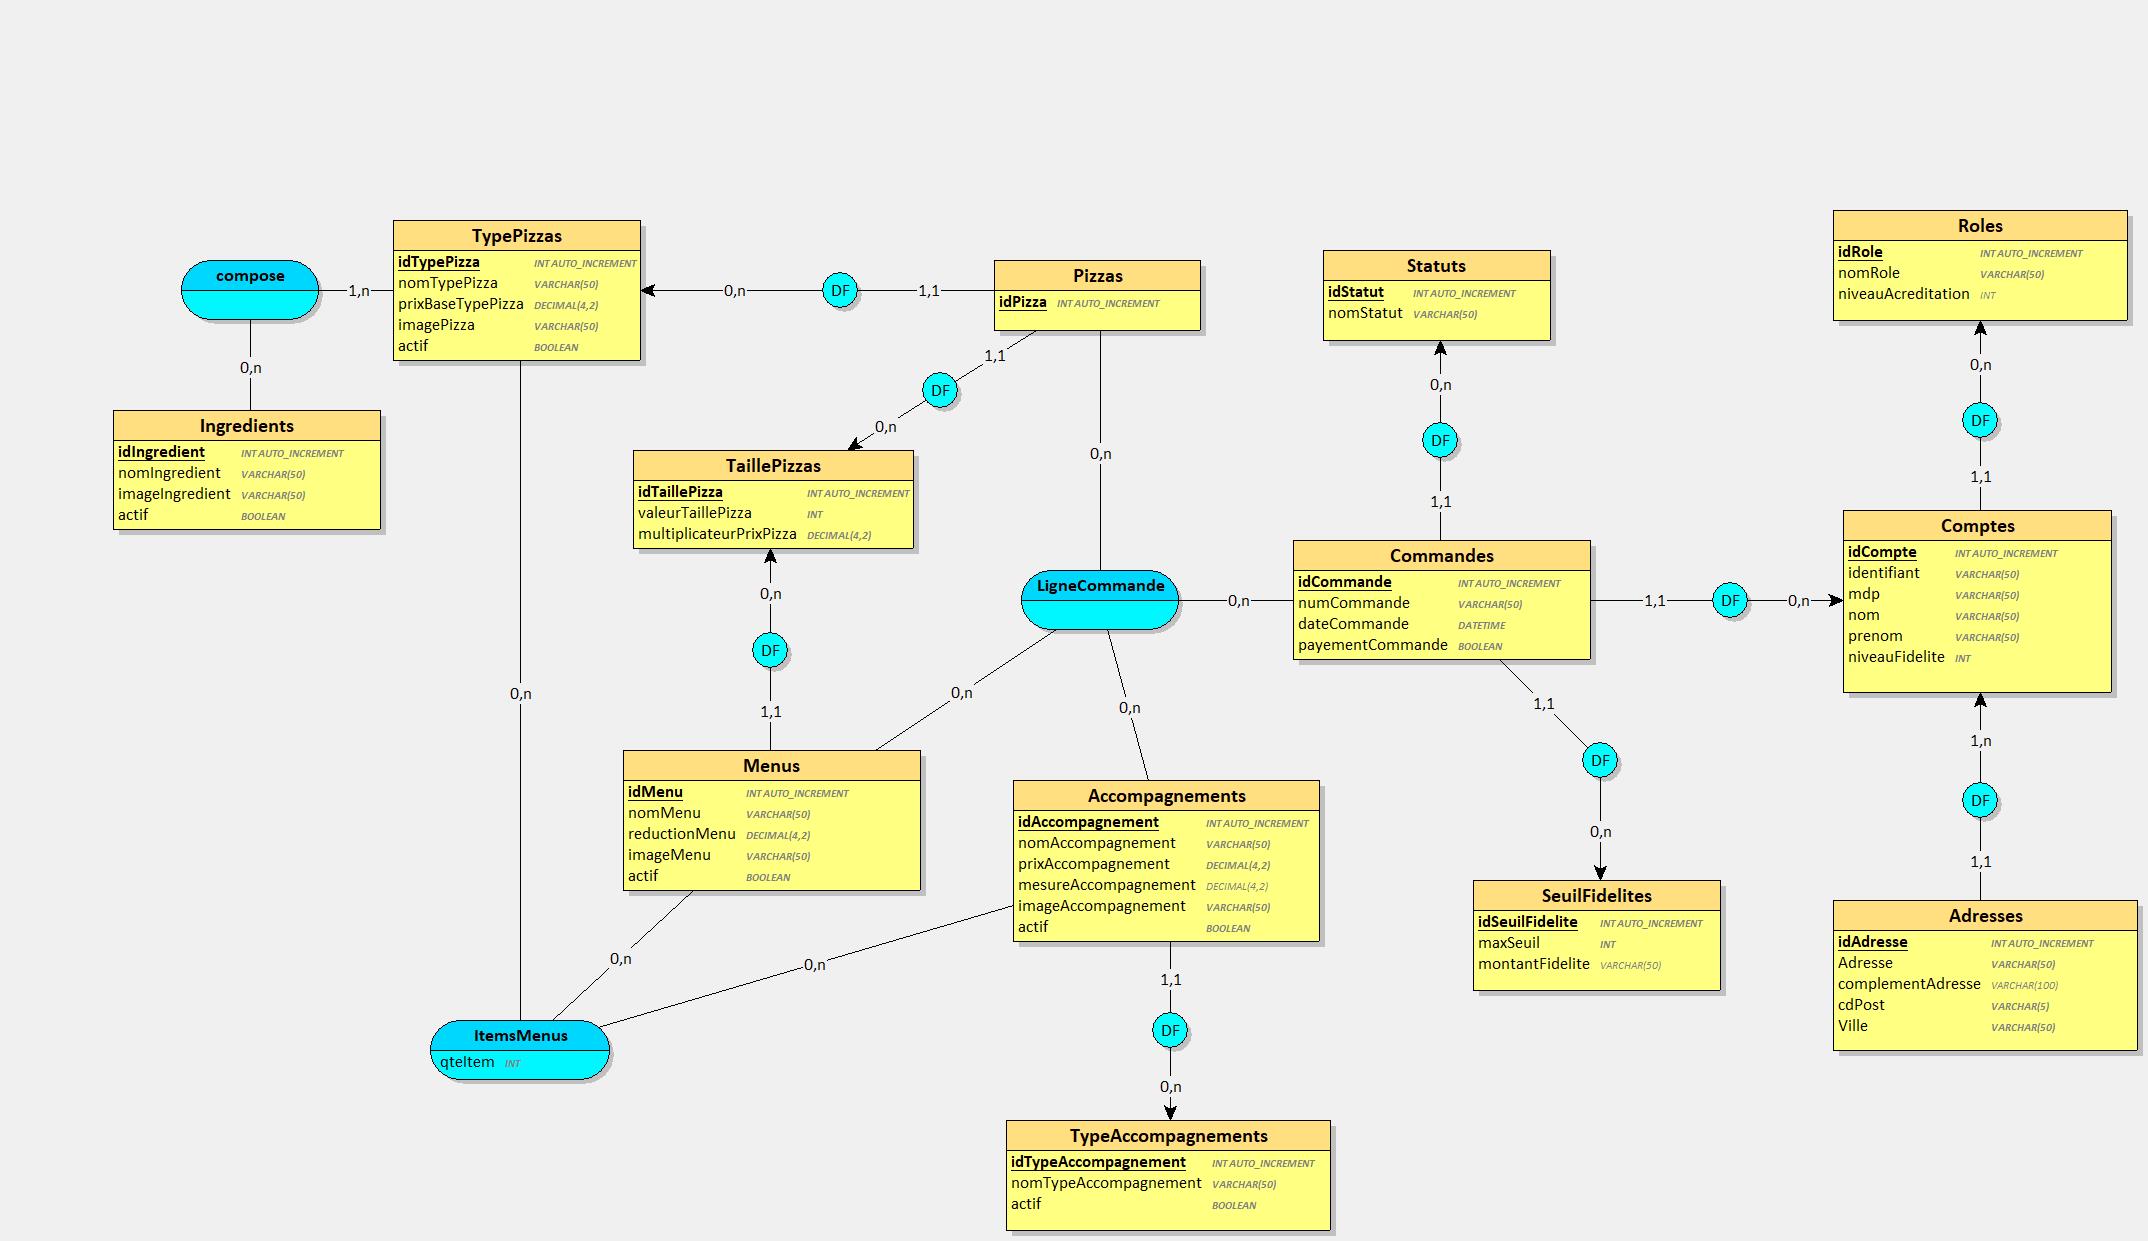 compose
1,n
0,n
TypePizzas
idTypePizza INT AUTO_INCREMENT
nomTypePizza VARCHAR(50)
prixBaseTypePizza DECIMAL(4,2)
imagePizza VARCHAR(50)
actif BOOLEAN
0,n
DF
1,1
Pizzas
idPizza INT AUTO_INCREMENT
Statuts
idStatut INT AUTO_INCREMENT
nomStatut VARCHAR(50)
Roles
idRole INT AUTO_INCREMENT
nomRole VARCHAR(50)
niveauAcreditation INT
1,1
DF
0,n
0,n
0,n
DF
1,1
0,n
DF
1,1
Ingredients
idIngredient INT AUTO_INCREMENT
nomIngredient VARCHAR(50)
imageIngredient VARCHAR(50)
actif BOOLEAN
TaillePizzas
idTaillePizza INT AUTO_INCREMENT
valeurTaillePizza INT
multiplicateurPrixPizza DECIMAL(4,2)
0,n
DF
1,1
LigneCommande
0,n
Commandes
idCommande INT AUTO_INCREMENT
numCommande VARCHAR(50)
dateCommande DATETIME
payementCommande BOOLEAN
1,1
DF
0,n
Comptes
idCompte INT AUTO_INCREMENT
identifiant VARCHAR(50)
mdp VARCHAR(50)
nom VARCHAR(50)
prenom VARCHAR(50)
niveauFidelite INT
0,n
0,n
0,n
1,1
DF
0,n
1,n
DF
1,1
Menus
idMenu INT AUTO_INCREMENT
nomMenu VARCHAR(50)
reductionMenu DECIMAL(4,2)
imageMenu VARCHAR(50)
actif BOOLEAN
Accompagnements
idAccompagnement INT AUTO_INCREMENT
nomAccompagnement VARCHAR(50)
prixAccompagnement DECIMAL(4,2)
mesureAccompagnement DECIMAL(4,2)
imageAccompagnement VARCHAR(50)
actif BOOLEAN
SeuilFidelites
idSeuilFidelite INT AUTO_INCREMENT
maxSeuil INT
montantFidelite VARCHAR(50)
Adresses
idAdresse INT AUTO_INCREMENT
Adresse VARCHAR(50)
complementAdresse VARCHAR(100)
cdPost VARCHAR(5)
Ville VARCHAR(50)
0,n
0,n
ItemsMenus
qteItem INT
1,1
DF
0,n
TypeAccompagnements
idTypeAccompagnement INT AUTO_INCREMENT
nomTypeAccompagnement VARCHAR(50)
actif BOOLEAN